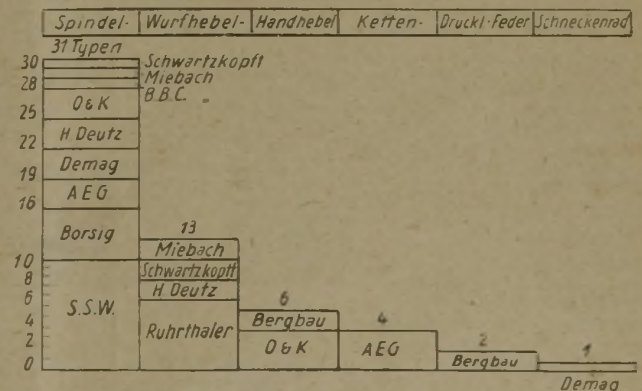 Spindel- Wurfhebel- Handhebel Ketten- Druckl.-Feder Schneckenrad
31 Typen
30 Schwartzkopft
Miebach
28 B.B.C.
25 O&K
22 H. Deutz
19 Demag
16 AEG
Borsig 13
10 Miebach
8 Schwartzkopff
6 H. Deutz 6
S.S.W. Bergbau 4
4 Ruhrthaler 2
2 O&K AEG Bergbau 1
0
Demag